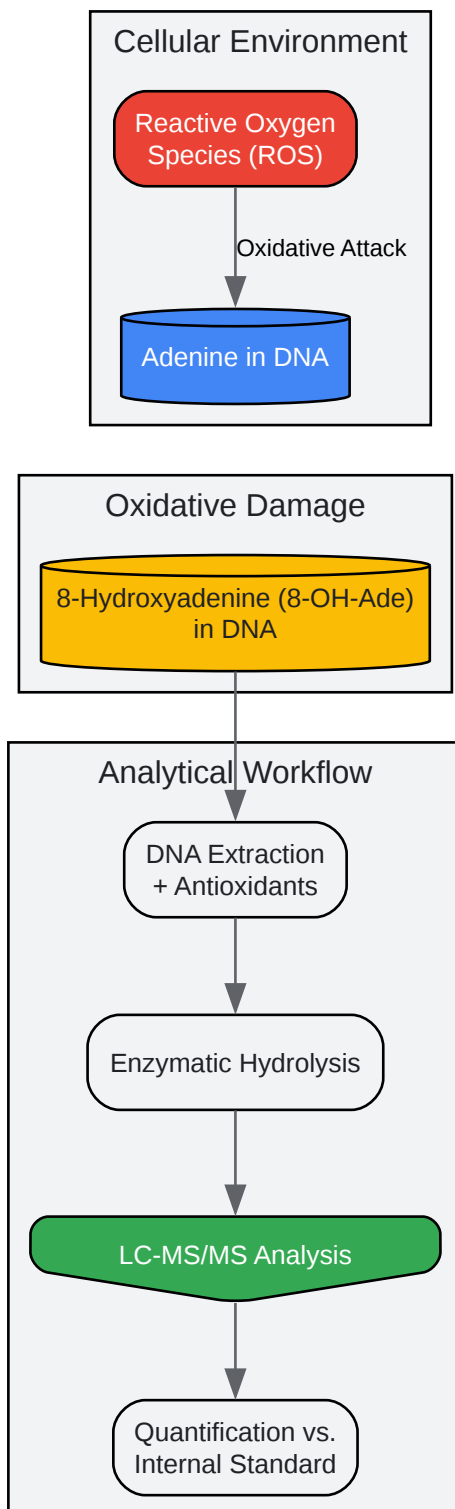 Cellular Environment
Reactive Oxygen
Species (ROS)
Oxidative Attack
Adenine in DNA
Oxidative Damage
8-Hydroxyadenine (8-OH-Ade)
in DNA
Analytical Workflow
DNA Extraction
+ Antioxidants
Enzymatic Hydrolysis
LC-MS/MS Analysis
Quantification vs.
Internal Standard